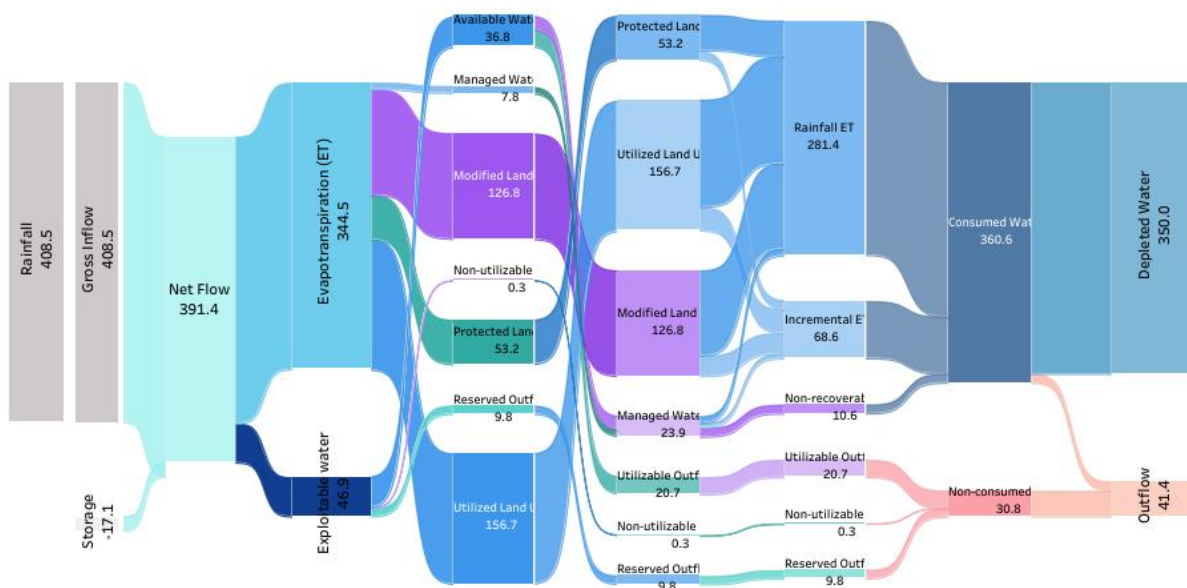 Rainfall
408.5
Gross Inflow
408.5
Storage
-17.1
Net Flow
391.4
Evapotranspiration (ET)
344.5
Exploitable water
46.9
Available Wat
36.8
Managed Wat
7.8
Modified Land
126.8
Non-utilizable
0.3
Protected Lan
53.2
Reserved Outf
9.8
Utilized Land U
156.7
Protected Lan
53.2
Utilized Land U
156.7
Modified Land
126.8
Managed Wate
23.9
Utilizable Outf
20.7
Non-utilizable
0.3
Reserved Outfl
9.8
Rainfall ET
281.4
Incremental E
68.6
Non-recoverab
10.6
Utilizable Outf
20.7
Non-utilizable
0.3
Reserved Outf
9.8
Consumed Wat
360.6
Non-consumed
30.8
Depleted Water
350.0
Outflow
41.4